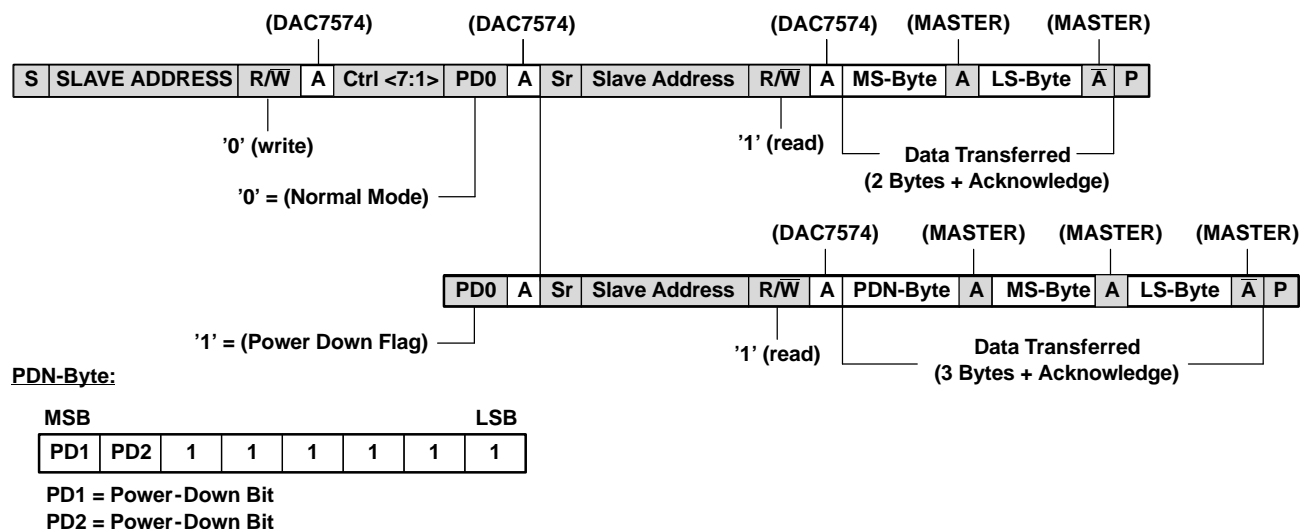 (DAC7574) (DAC7574) (DAC7574) (MASTER) (MASTER)
S SLAVE ADDRESS R/W̅ A Ctrl <7:1> PD0 A Sr Slave Address R/W̅ A MS-Byte A LS-Byte A̅ P
'0' (write) '1' (read) Data Transferred
(2 Bytes + Acknowledge)
'0' = (Normal Mode)
(DAC7574) (MASTER) (MASTER) (MASTER)
PD0 A Sr Slave Address R/W̅ A PDN-Byte A MS-Byte A LS-Byte A̅ P
'1' = (Power Down Flag) '1' (read) Data Transferred
(3 Bytes + Acknowledge)
PDN-Byte:
MSB LSB
PD1 PD2 1 1 1 1 1 1
PD1 = Power-Down Bit
PD2 = Power-Down Bit